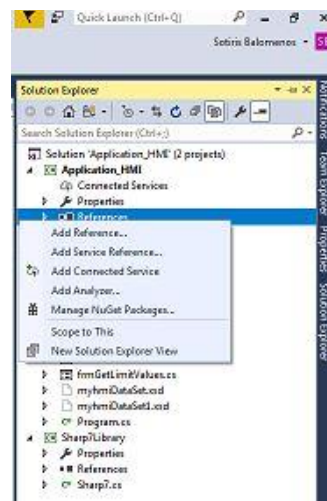 Quick Launch (Ctrl+Q)
Sotiris Balomenos
Solution Explorer
Search Solution Explorer (Ctrl+;)
Solution 'Application_HMI' (2 projects)
Application_HMI
Connected Services
Properties
References
Add Reference...
Add Service Reference...
Add Connected Service
Add Analyzer...
Manage NuGet Packages...
Scope to This
New Solution Explorer View
frmGetLimitValues.cs
myhmiDataSet.xsd
myhmiDataSet1.xsd
Program.cs
Sharp7Library
Properties
References
Sharp7.cs
Notifications
Team Explorer
Properties
Solution Explorer